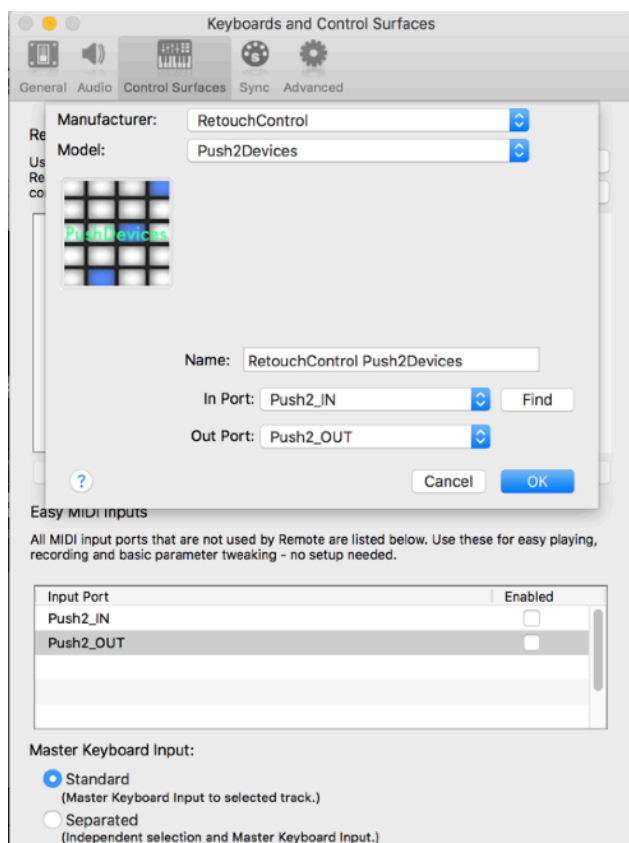 Keyboards and Control Surfaces
General Audio Control Surfaces Sync Advanced
Manufacturer: RetouchControl
Re
Model: Push2Devices
Us
Re
co
PushDevices
Name: RetouchControl Push2Devices
In Port: Push2_IN Find
Out Port: Push2_OUT
? Cancel OK
Easy MIDI Inputs
All MIDI input ports that are not used by Remote are listed below. Use these for easy playing,
recording and basic parameter tweaking - no setup needed.
Input Port Enabled
Push2_IN
Push2_OUT
Master Keyboard Input:
Standard
(Master Keyboard Input to selected track.)
Separated
(Independent selection and Master Keyboard Input.)